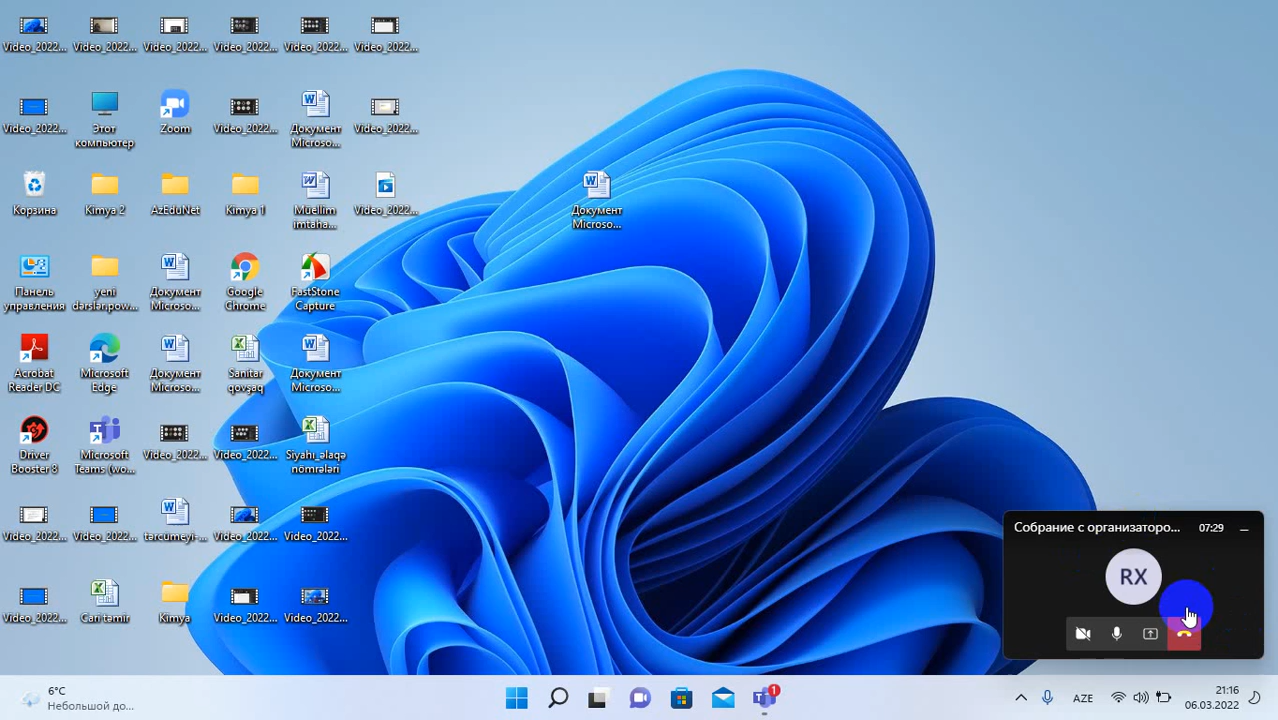 Video_2022...
Video_2022...
Video_2022...
Video_2022...
Video_2022...
Video_2022...
Video_2022...
Этот
компьютер
Zoom
Video_2022...
Документ
Microso...
Video_2022...
Корзина
Kimya 2
AzEduNet
Kimya 1
Müellim
imtaha...
Video_2022...
Документ
Microso...
Панель
управления
yeni
dərslər.pow...
Документ
Microso...
Google
Chrome
FastStone
Capture
Acrobat
Reader DC
Microsoft
Edge
Документ
Microso...
Sanitar
qovşaq
Документ
Microso...
Driver
Booster 8
Microsoft
Teams (wo...
Video_2022...
Video_2022...
Siyahı_əlaqə
nömrələri
Video_2022...
Video_2022...
tərcümeyi-...
Video_2022...
Video_2022...
Video_2022...
Cari təmir
Kimya
Video_2022...
Video_2022...
Собрание с организаторо...
07:29
RX
6°C
Небольшой до...
1
AZE
21:16
06.03.2022